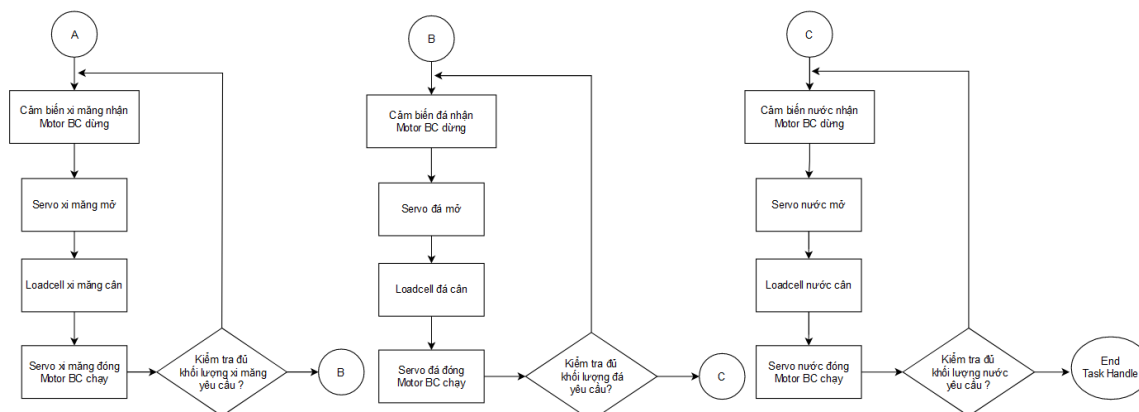 A
Cảm biến xi măng nhận
Motor BC dừng
Servo xi măng mở
Loadcell xi măng cân
Servo xi măng đóng
Motor BC chạy
Kiểm tra đủ
khối lượng xi măng
yêu cầu ?
B
B
Cảm biến đá nhận
Motor BC dừng
Servo đá mở
Loadcell đá cân
Servo đá đóng
Motor BC chạy
Kiểm tra đủ
khối lượng đá
yêu cầu?
C
C
Cảm biến nước nhận
Motor BC dừng
Servo nước mở
Loadcell nước cân
Servo nước đóng
Motor BC chạy
Kiểm tra đủ
khối lượng nước
yêu cầu ?
End
Task Handle